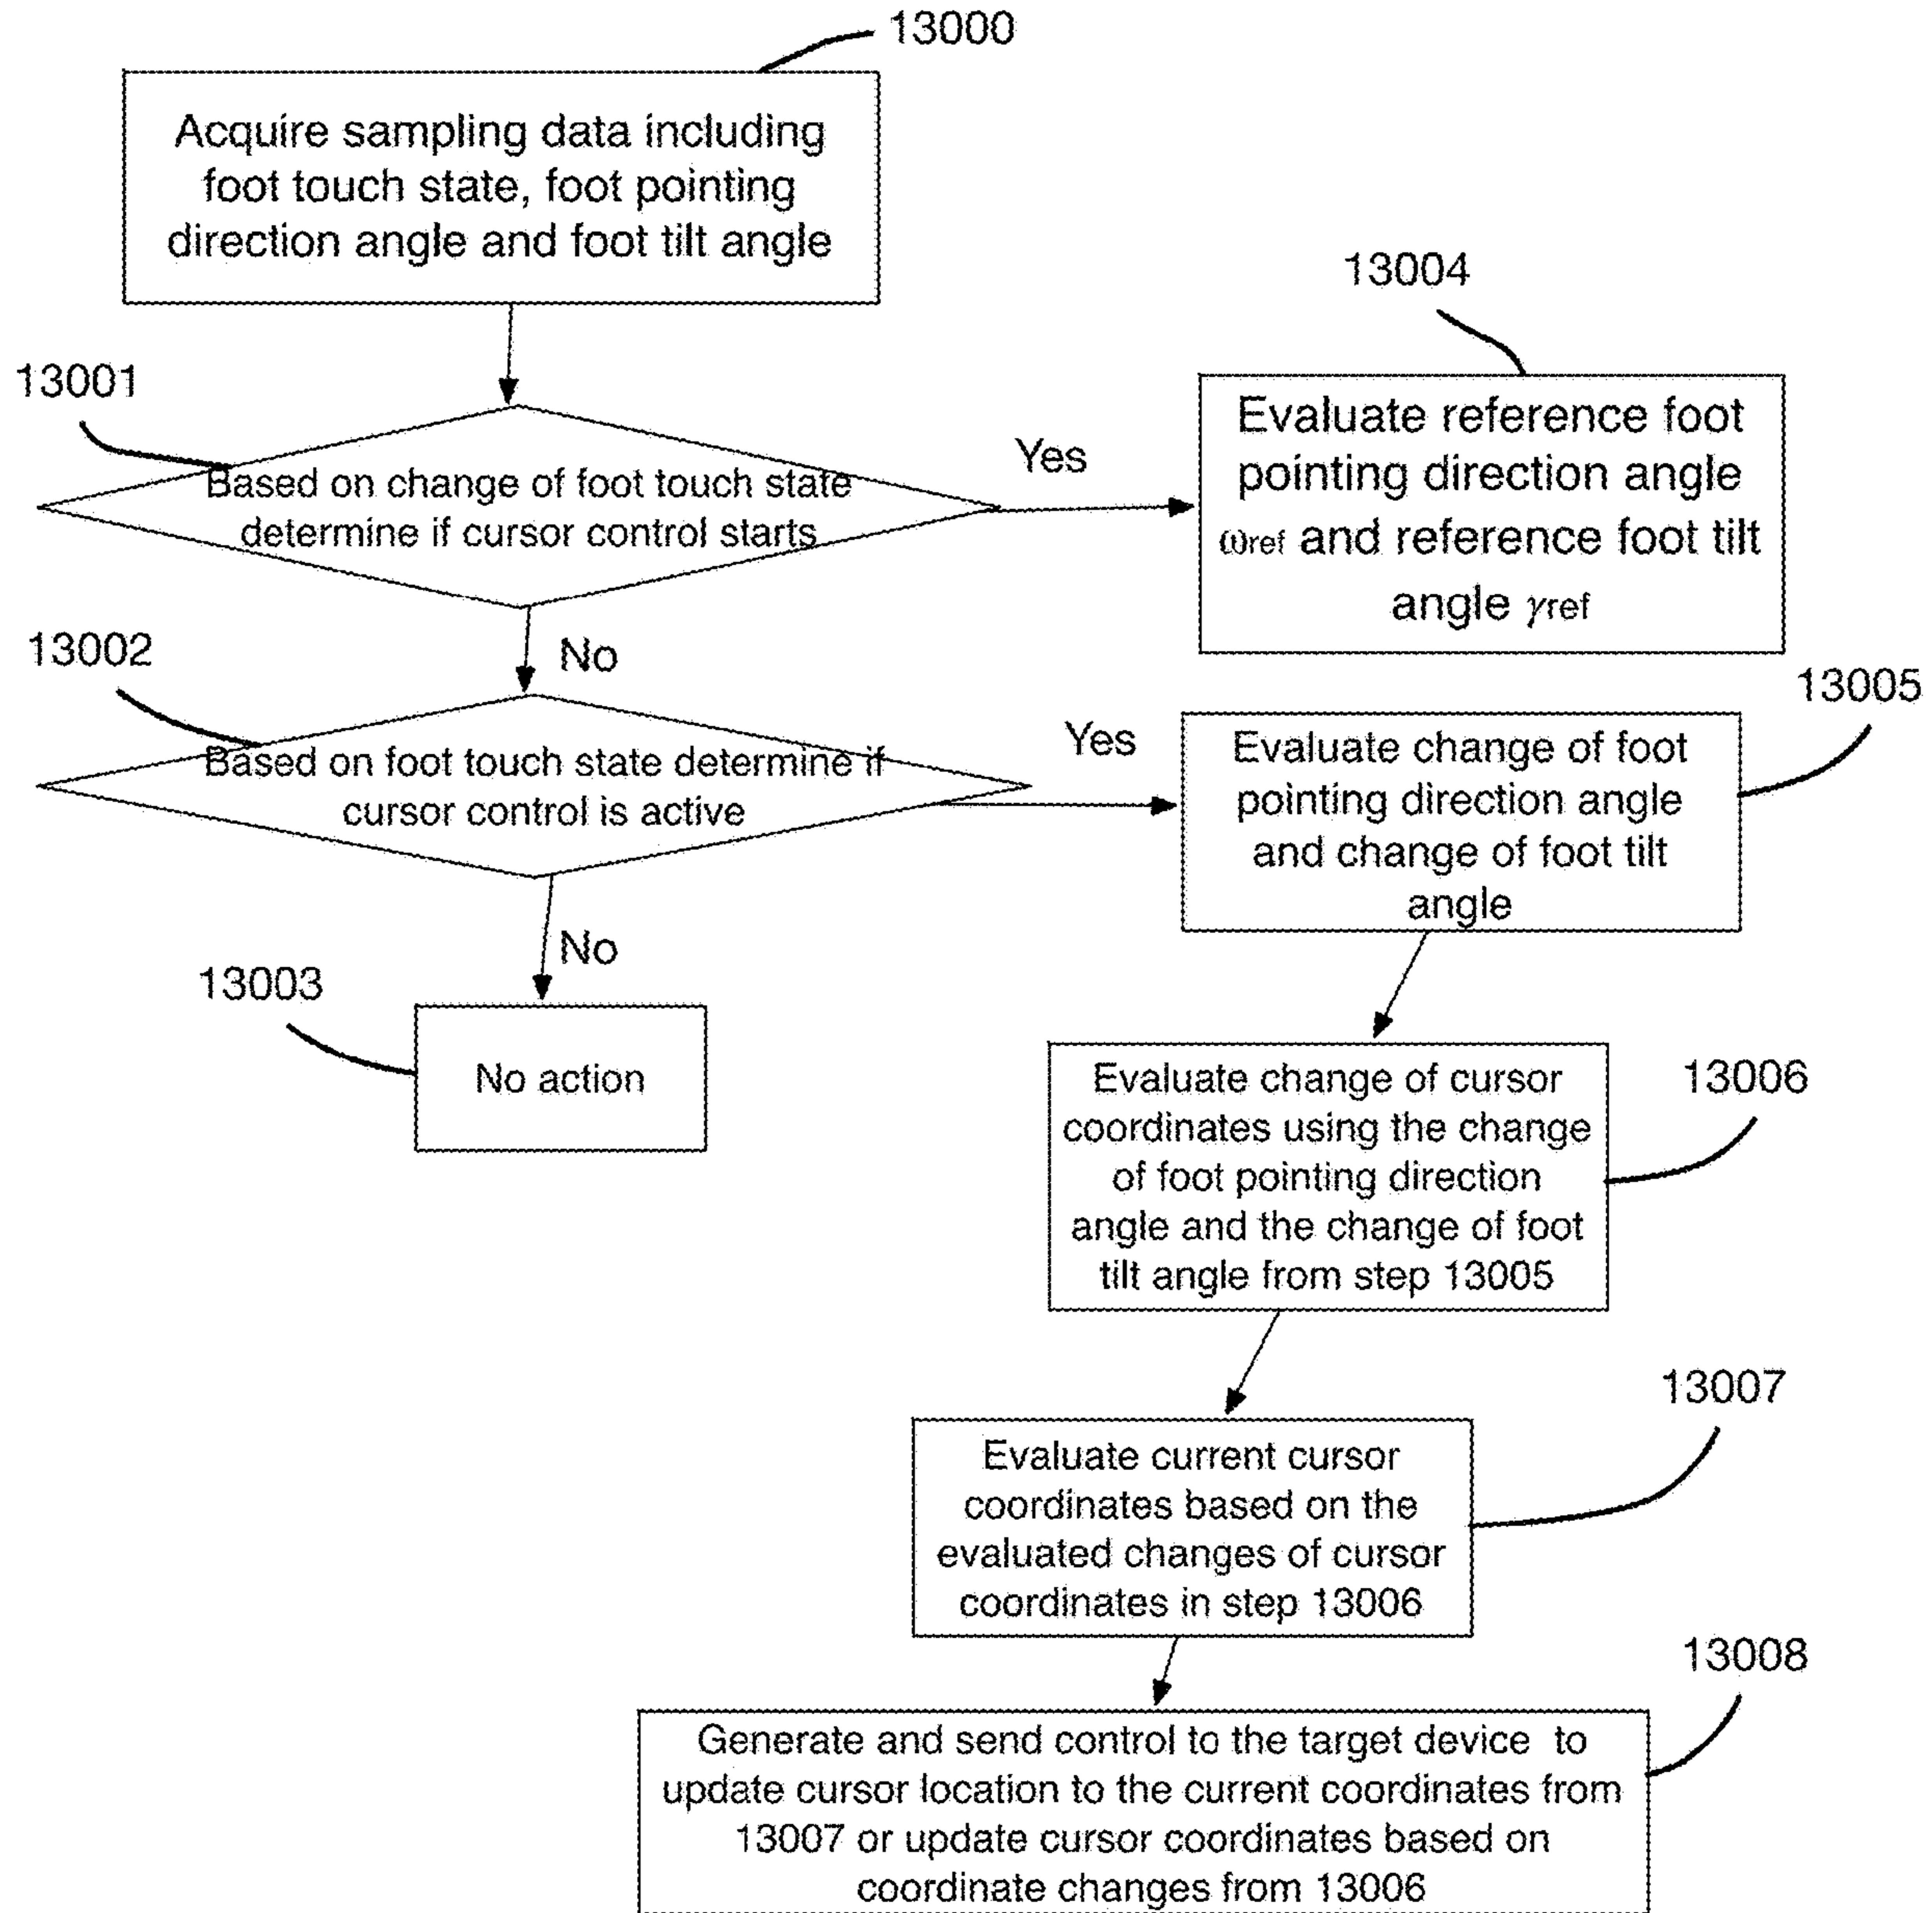 13000
Acquire sampling data including
foot touch state, foot pointing
direction angle and foot tilt angle
13001
Based on change of foot touch state
determine if cursor control starts
Yes
13004
Evaluate reference foot
pointing direction angle
ωref and reference foot tilt
angle γref
No
13002
Based on foot touch state determine if
cursor control is active
Yes
13005
Evaluate change of foot
pointing direction angle
and change of foot tilt
angle
No
13003
No action
13006
Evaluate change of cursor
coordinates using the change
of foot pointing direction
angle and the change of foot
tilt angle from step 13005
13007
Evaluate current cursor
coordinates based on the
evaluated changes of cursor
coordinates in step 13006
13008
Generate and send control to the target device to
update cursor location to the current coordinates from
13007 or update cursor coordinates based on
coordinate changes from 13006